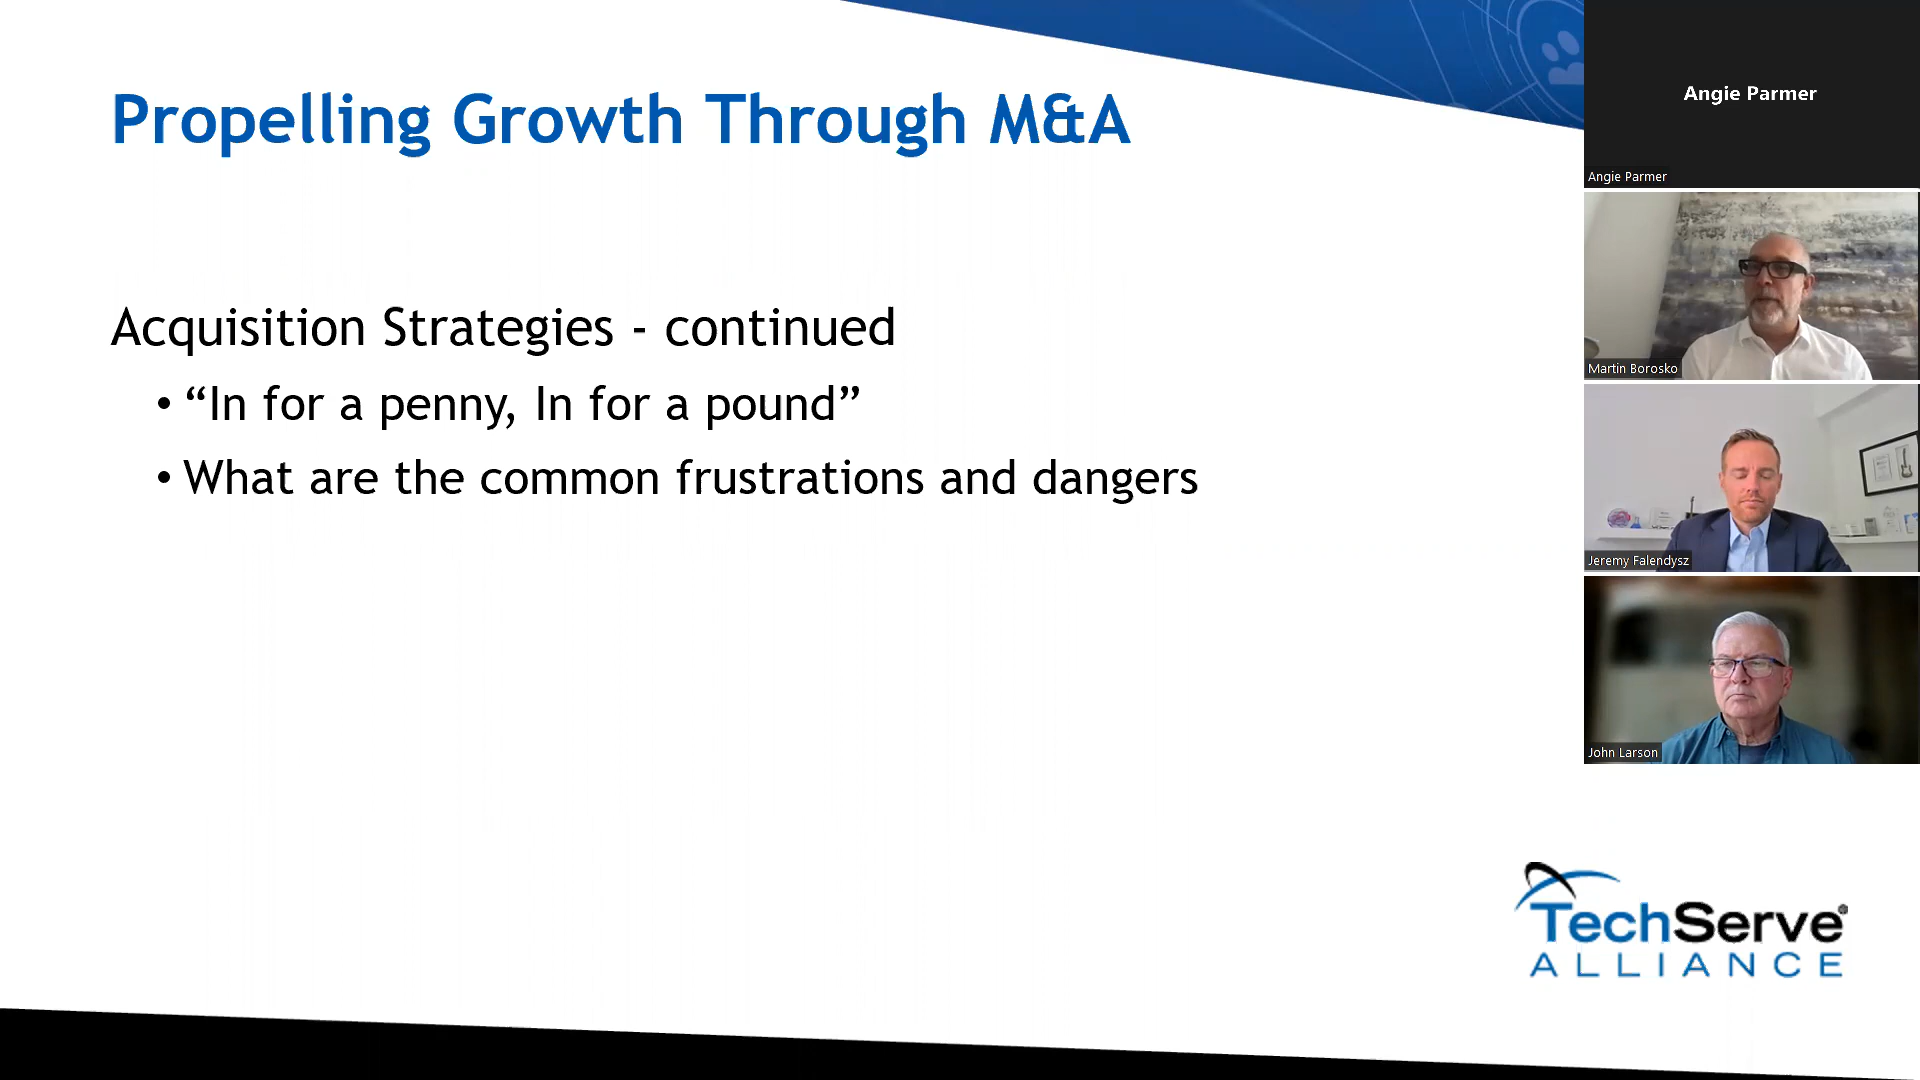 Propelling Growth Through M&A
Acquisition Strategies - continued
• “In for a penny, In for a pound”
• What are the common frustrations and dangers
Angie Parmer
Angie Parmer
Martin Borosko
Jeremy Falendysz
John Larson
TechServe
ALLIANCE